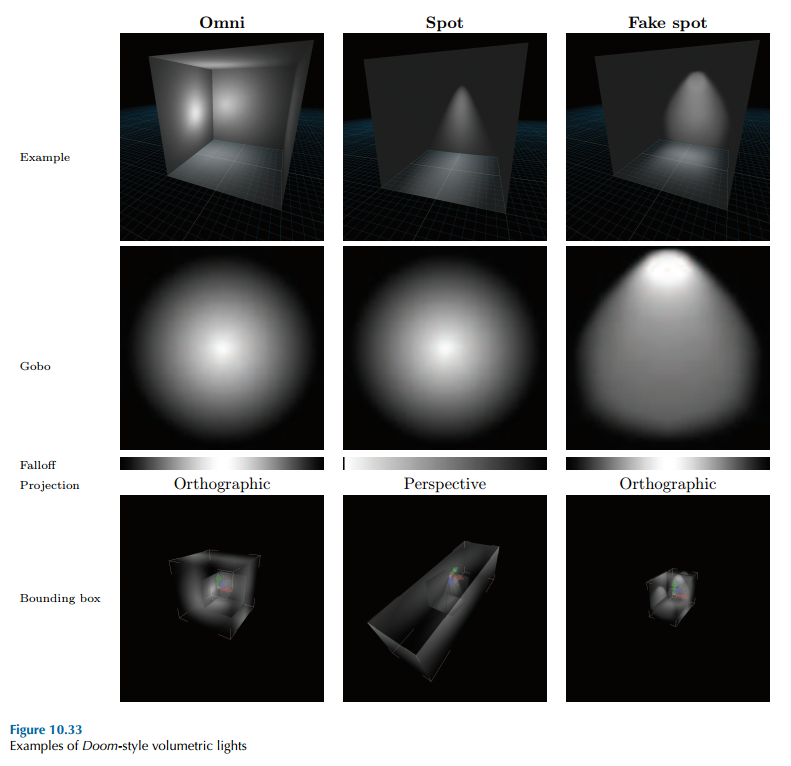 Omni Spot Fake spot
Example
Gobo
Falloff
Projection Orthographic Perspective Orthographic
Bounding box
Figure 10.33
Examples of Doom-style volumetric lights